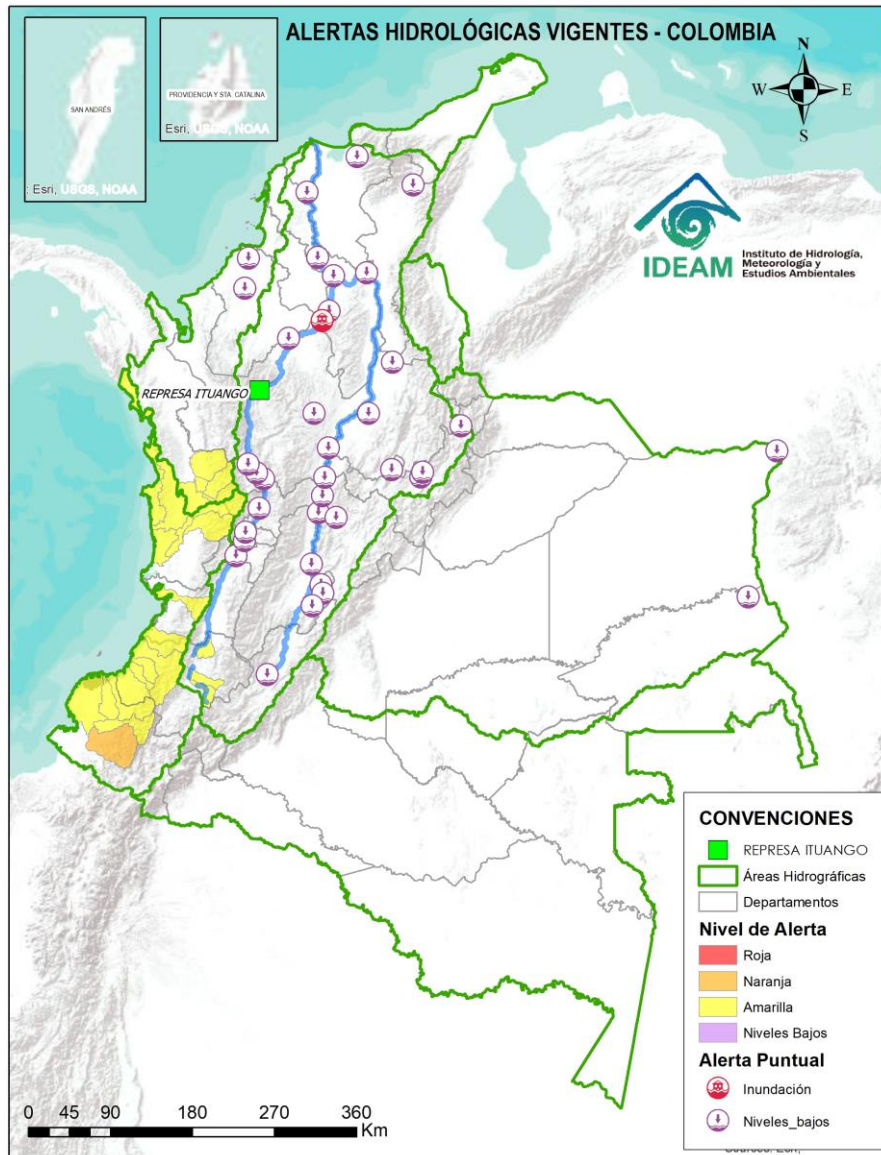 ALERTAS HIDROLÓGICAS VIGENTES - COLOMBIA
SAN ANDRÉS
: Esri, USGS, NOAA
PROVIDENCIA Y STA. CATALINA
Esri, USGS, NOAA
N
W
E
S
IDEAM
Instituto de Hidrología,
Meteorología y
Estudios Ambientales
REPRESA ITUANGO
CONVENCIONES
REPRESA ITUANGO
Áreas Hidrográficas
Departamentos
Nivel de Alerta
Roja
Naranja
Amarilla
Niveles Bajos
Alerta Puntual
Inundación
Niveles_bajos
0 45 90 180 270 360
Km
Sources: Esri,